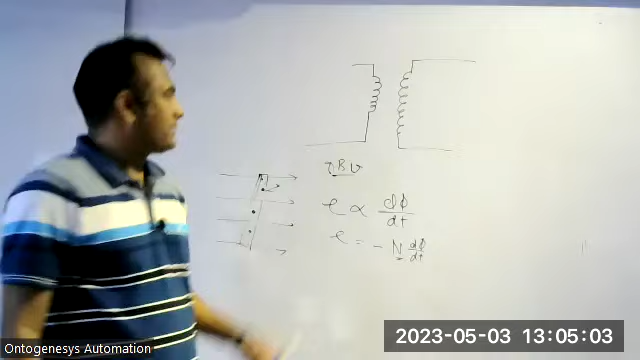 e ∝ dϕ/dt
e = - N dϕ/dt
Ontogenesys Automation
2023-05-03 13:05:03